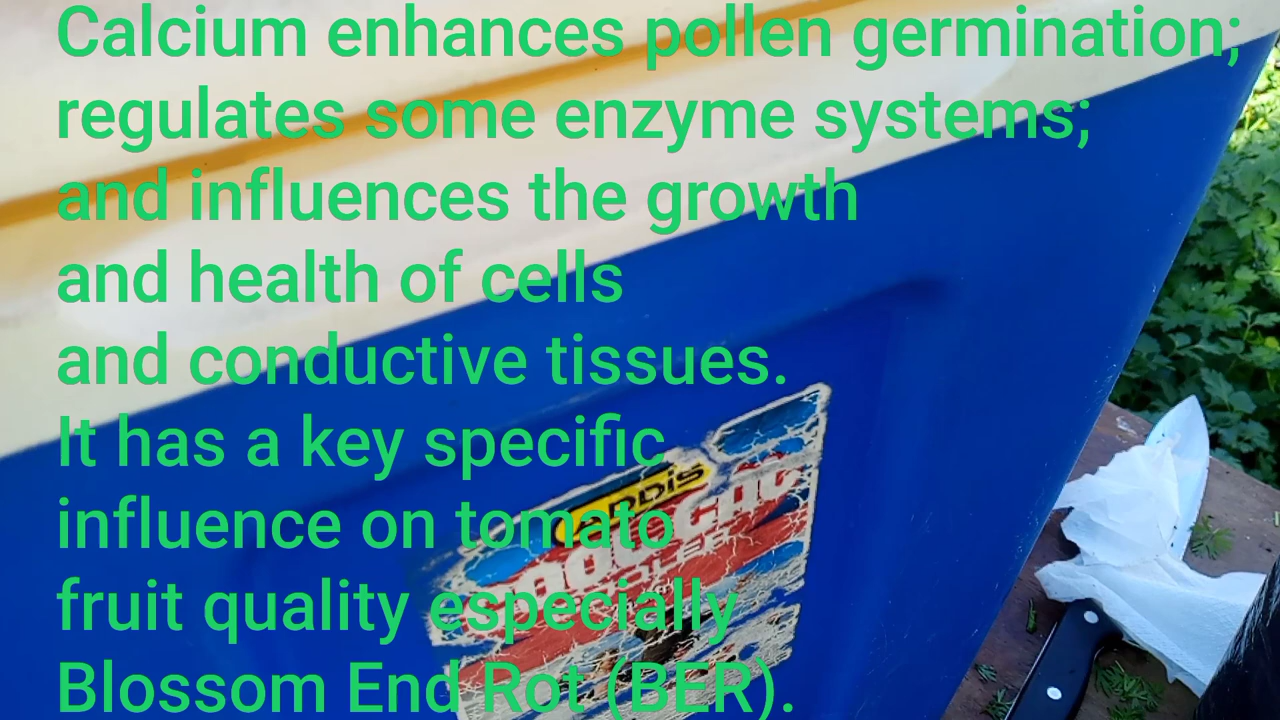 Calcium enhances pollen germination;
regulates some enzyme systems;
and influences the growth
and health of cells
and conductive tissues.
It has a key specific
influence on tomato
fruit quality especially
Blossom End Rot (BER).